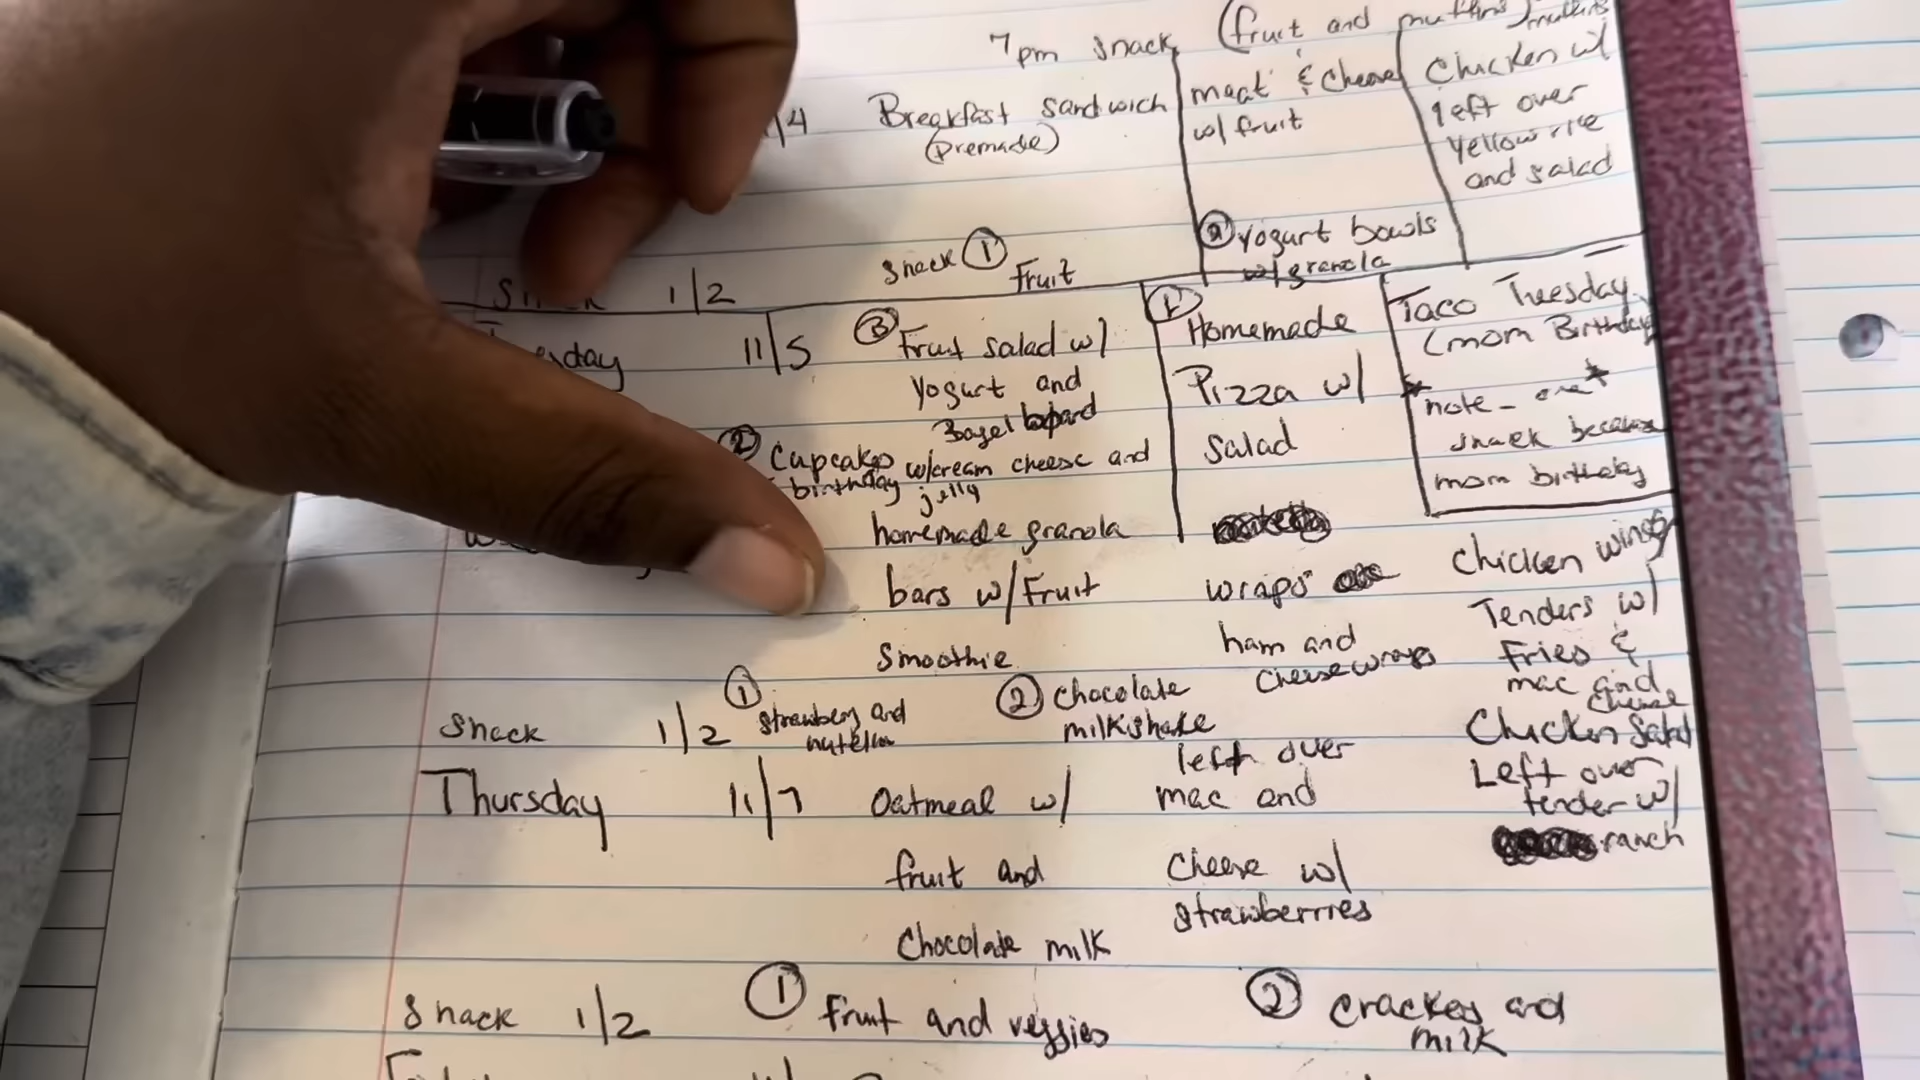 7pm snack (fruit and muffins) muffins
/4 Breakfast sandwich
(premade)
meat & cheese
w/ fruit
Chicken w/
left over
Yellow rice
and salad
snack ① fruit
② Yogurt bowls
w/ granola
1/2
11/5 Fruit salad w/
Yogurt and
Bagel
② Cupcake w/cream cheese and
birthday jelly
① Homemade
Pizza w/
Salad
Taco Tuesday
(mom Birthday
note - one
snack because
mom birthday
homemade granola
bars w/Fruit
Smoothie
wraps
ham and
cheese wraps
Chicken wings
Tenders w/
fries &
mac and
cheese
Snack 1/2 ① strawberry and
nutella
② chocolate
milkshake
Thursday 11/7 Oatmeal w/
fruit and
Chocolate milk
left over
mac and
Cheese w/
strawberries
Chicken Salad
Left over
tender w/
ranch
Snack 1/2 ① fruit and veggies ② crackers and
milk